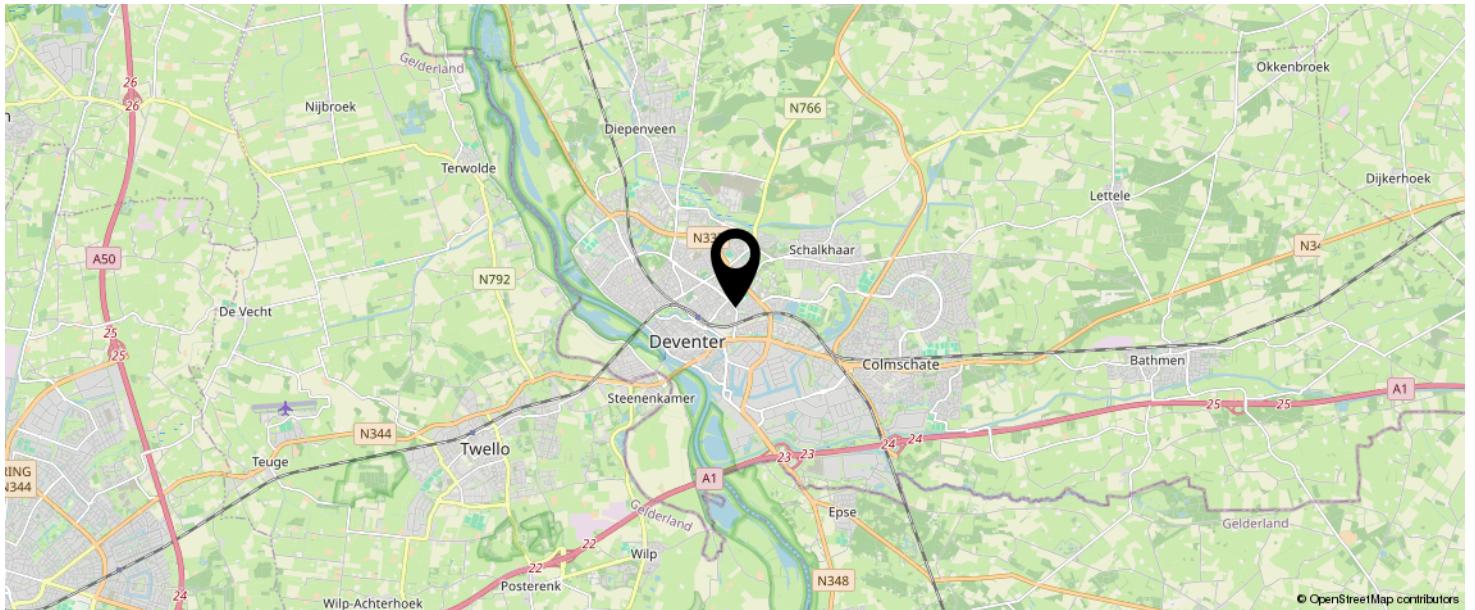 Okkenbroek
Gelderland
26
26
Nijbroek
N766
Diepenveen
Terwolde
Dijkerhoek
Lettele
A50
N33
Schalkhaar
N34
N792
De Vecht
25
25
Deventer
Colmschate
Bathmen
A1
Steenenkamer
25
25
N344
24
24
Twello
Teuge
23
23
RING
N344
A1
Epse
Gelderland
Gelderland
22
Wilp
22
Posterenk
N348
24
Wilp-Achterhoek
© OpenStreetMap contributors